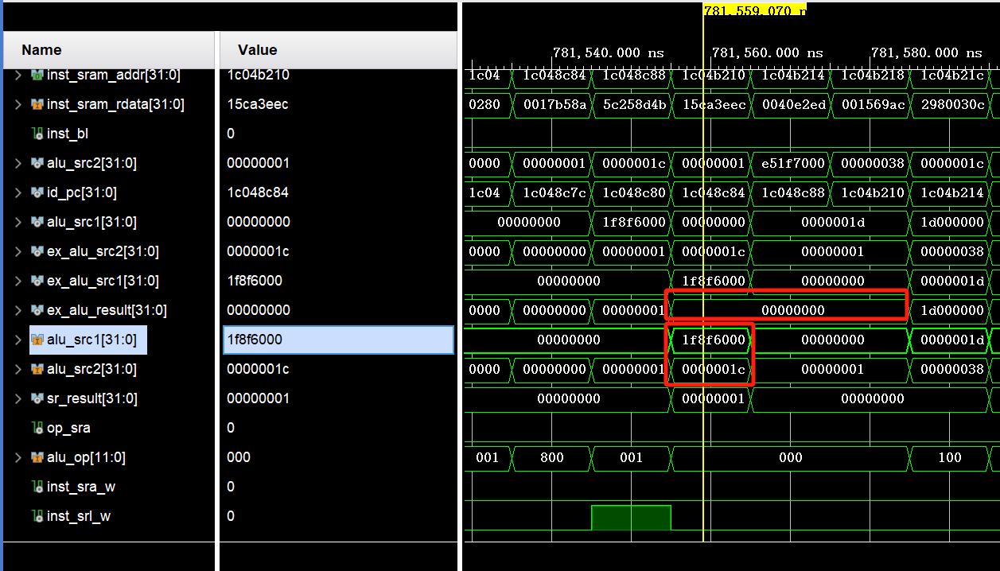 781,559.070 n
781,540.000 ns 781,560.000 ns 781,580.000 ns
Name Value
inst_sram_addr[31:0] 1c04b210 1c04 1c048c84 1c048c88 1c04b210 1c04b214 1c04b218 1c04b21c
inst_sram_rdata[31:0] 15ca3eec 0280 0017b58a 5c258d4b 15ca3eec 0040e2ed 001569ac 2980030c
inst_bl 0
alu_src2[31:0] 00000001 0000 00000001 0000001c 00000001 e51f7000 00000038 0000001c
id_pc[31:0] 1c048c84 1c04 1c048c7c 1c048c80 1c048c84 1c048c88 1c04b210 1c04b214
alu_src1[31:0] 00000000 00000000 1f8f6000 00000000 0000001d 1d000000
ex_alu_src2[31:0] 0000001c 0000 00000000 00000001 0000001c 00000001 00000038
ex_alu_src1[31:0] 1f8f6000 00000000 1f8f6000 00000000 0000001d
ex_alu_result[31:0] 00000000 0000 00000000 00000001 00000000 1d000000
alu_src1[31:0] 1f8f6000 00000000 1f8f6000 00000000 0000001d
alu_src2[31:0] 0000001c 0000 00000000 00000001 0000001c 00000001 00000038
sr_result[31:0] 00000001 00000000 00000001 00000000
op_sra 0
alu_op[11:0] 000 001 800 001 000 100
inst_sra_w 0
inst_srl_w 0